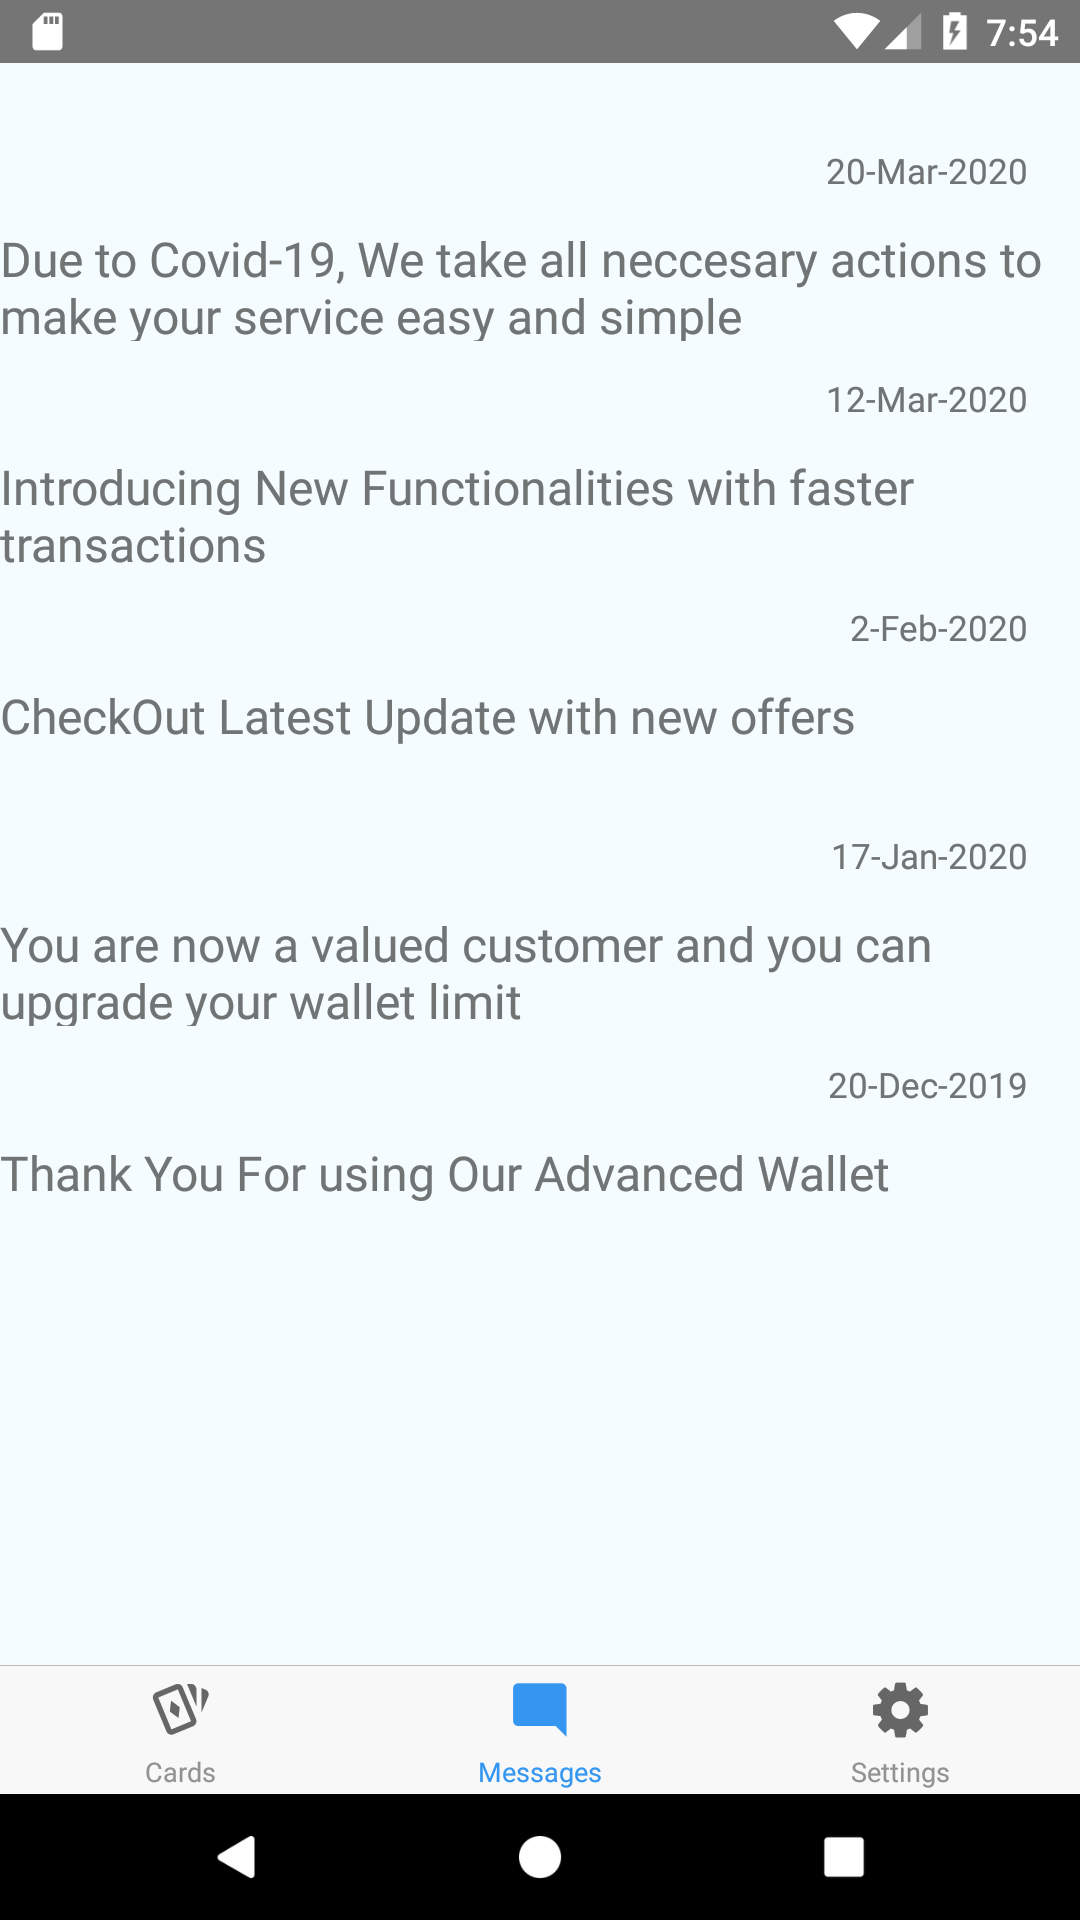 7:54
20-Mar-2020
Due to Covid-19, We take all neccesary actions to
make your service easy and simple
12-Mar-2020
Introducing New Functionalities with faster
transactions
2-Feb-2020
CheckOut Latest Update with new offers
17-Jan-2020
You are now a valued customer and you can
upgrade your wallet limit
20-Dec-2019
Thank You For using Our Advanced Wallet
Cards
Messages
Settings